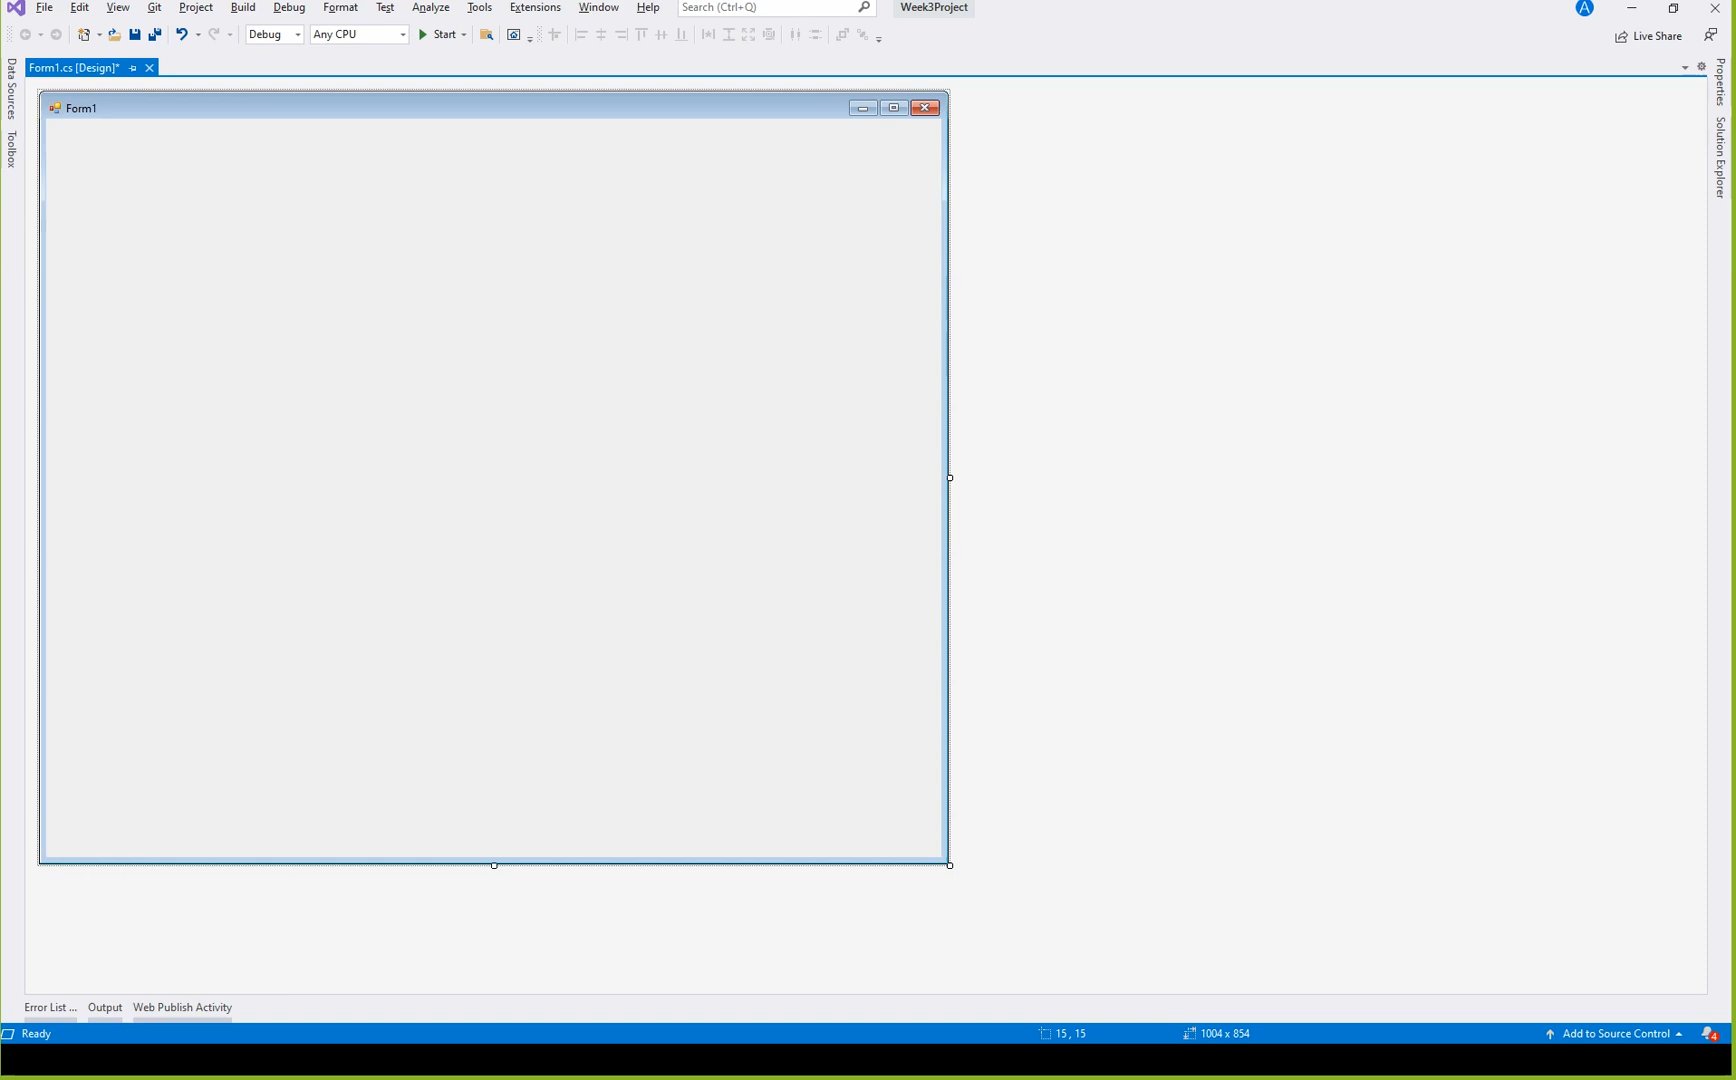 File Edit View Git Project Build Debug Format Test Analyze Tools Extensions Window Help Search (Ctrl+Q) Week3Project A
Debug Any CPU Start Live Share
Form1.cs [Design]*
Data Sources
Toolbox
Form1
Properties
Solution Explorer
Error List ... Output Web Publish Activity
Ready 15 , 15 1004 x 854 Add to Source Control 4